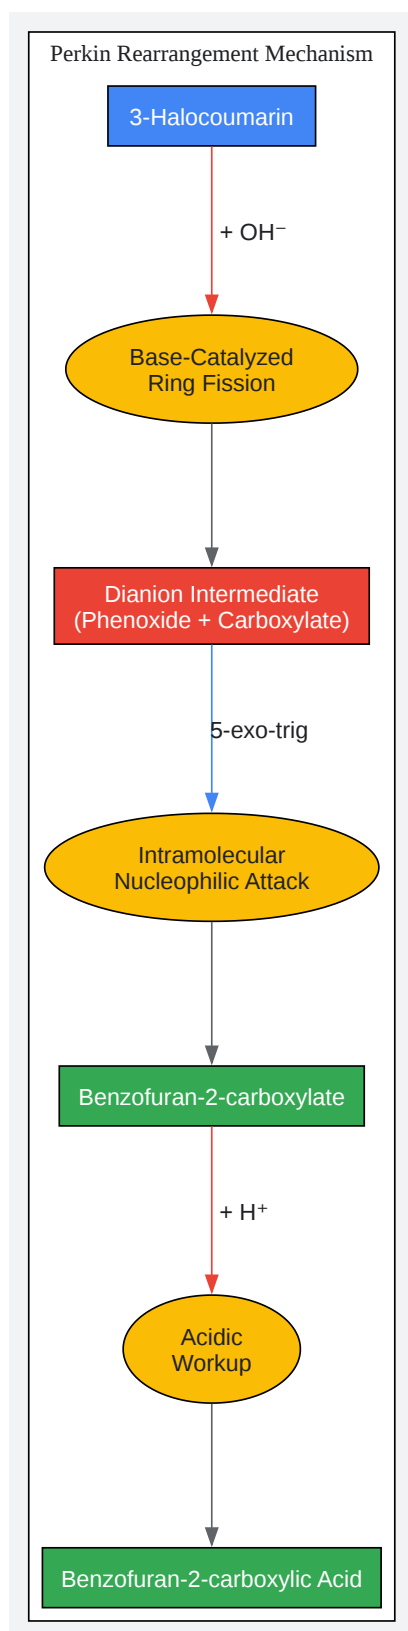 Perkin Rearrangement Mechanism
3-Halocoumarin
+ OH⁻
Base-Catalyzed
Ring Fission
Dianion Intermediate
(Phenoxide + Carboxylate)
5-exo-trig
Intramolecular
Nucleophilic Attack
Benzofuran-2-carboxylate
+ H⁺
Acidic
Workup
Benzofuran-2-carboxylic Acid